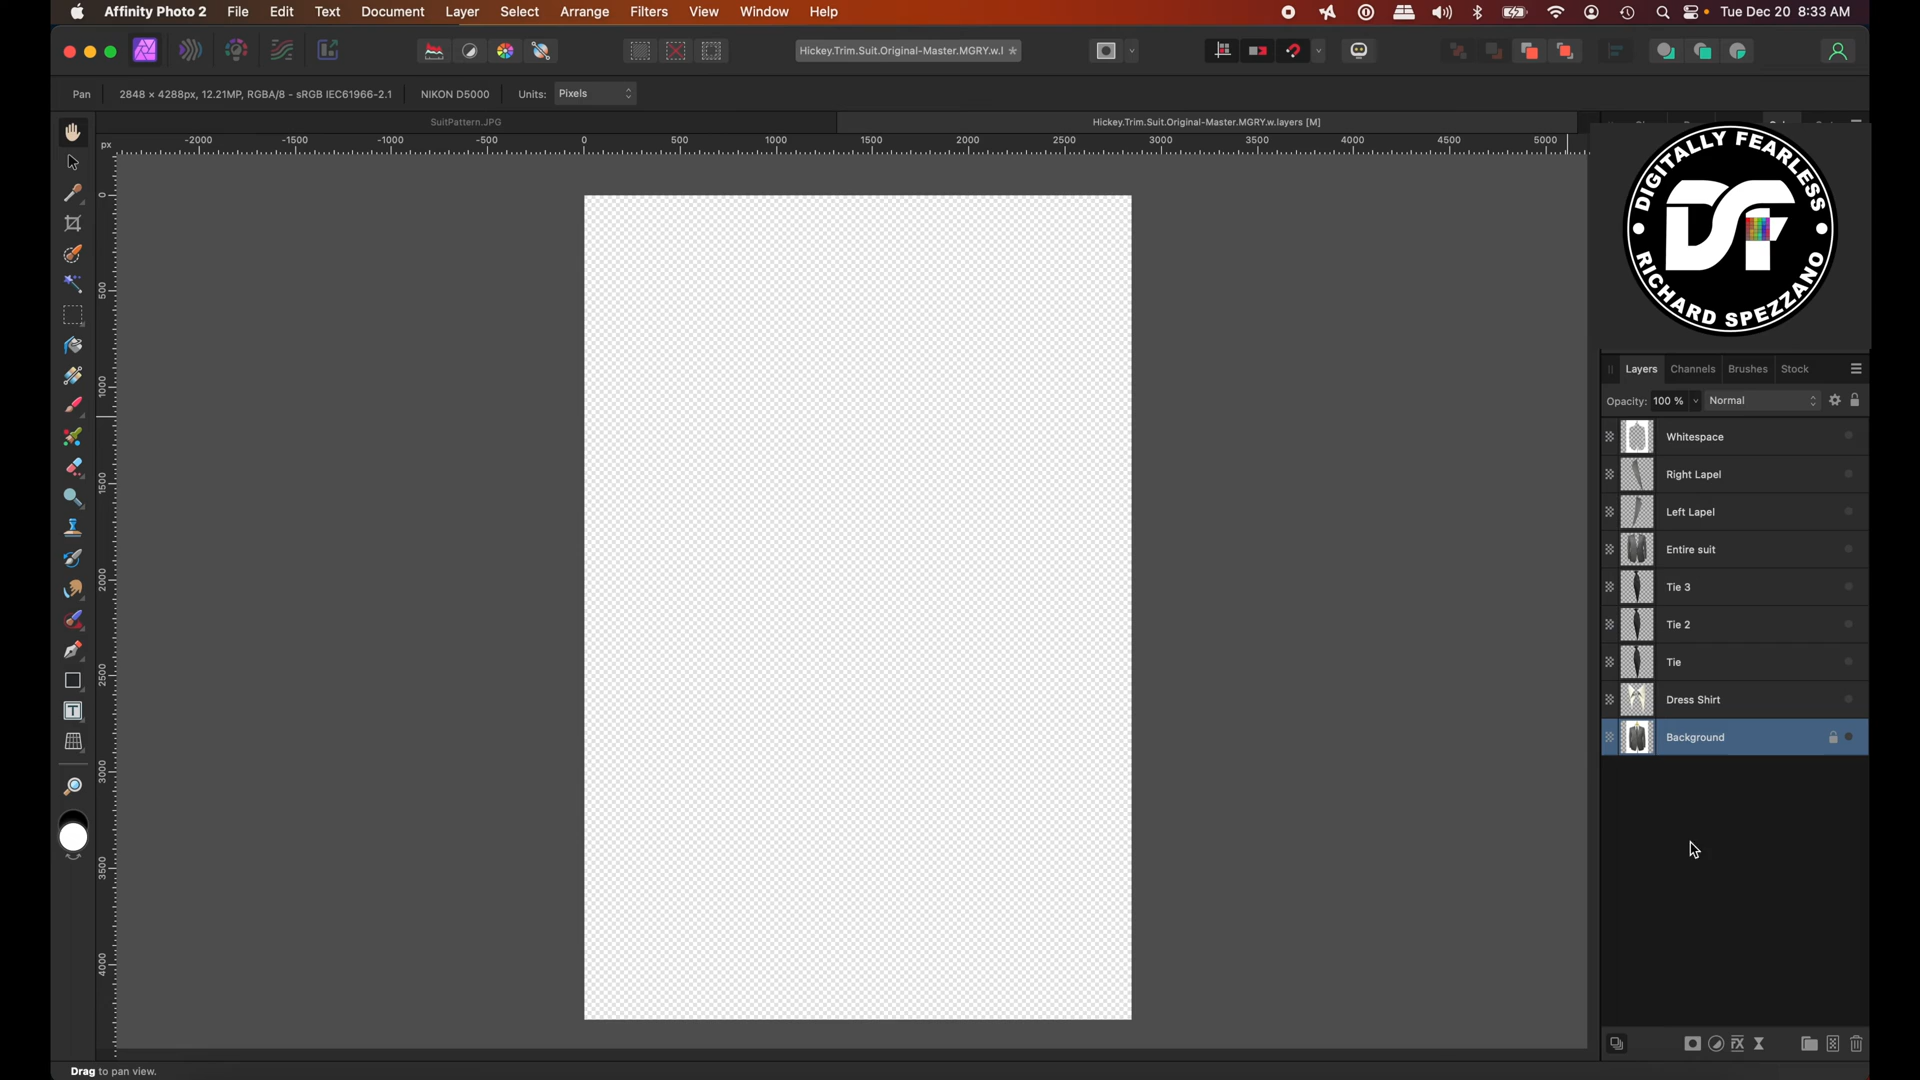 Affinity Photo 2 File Edit Text Document Layer Select Arrange Filters View Window Help Tue Dec 20 8:33 AM
Hickey.Trim.Suit.Original-Master.MGRY.w.l
Pan 2848 × 4288px, 12.21MP, RGBA/8 - sRGB IEC61966-2.1 NIKON D5000 Units: Pixels
SuitPattern.JPG Hickey.Trim.Suit.Original-Master.MGRY.w.layers [M]
px -2000 -1500 -1000 -500 0 500 1000 1500 2000 2500 3000 3500 4000 4500 5000
0
500
1000
1500
2000
2500
3000
3500
4000
DIGITALLY FEARLESS
DSF
RICHARD SPEZZANO
Layers Channels Brushes Stock
Opacity: 100 % Normal
Whitespace
Right Lapel
Left Lapel
Entire suit
Tie 3
Tie 2
Tie
Dress Shirt
Background
Drag to pan view.